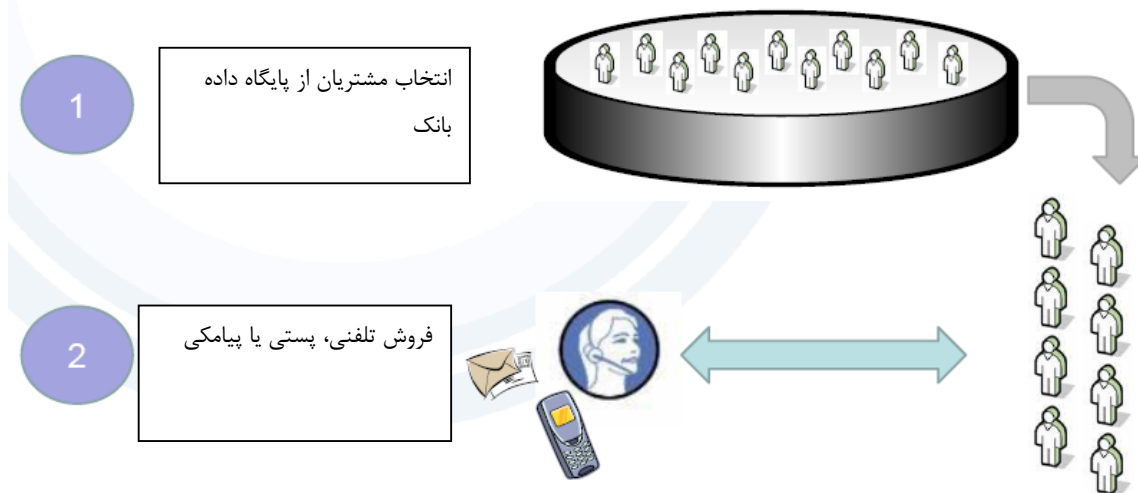 1
انتخاب مشتریان از پایگاه داده
بانک
2
فروش تلفنی، پستی یا پیامکی